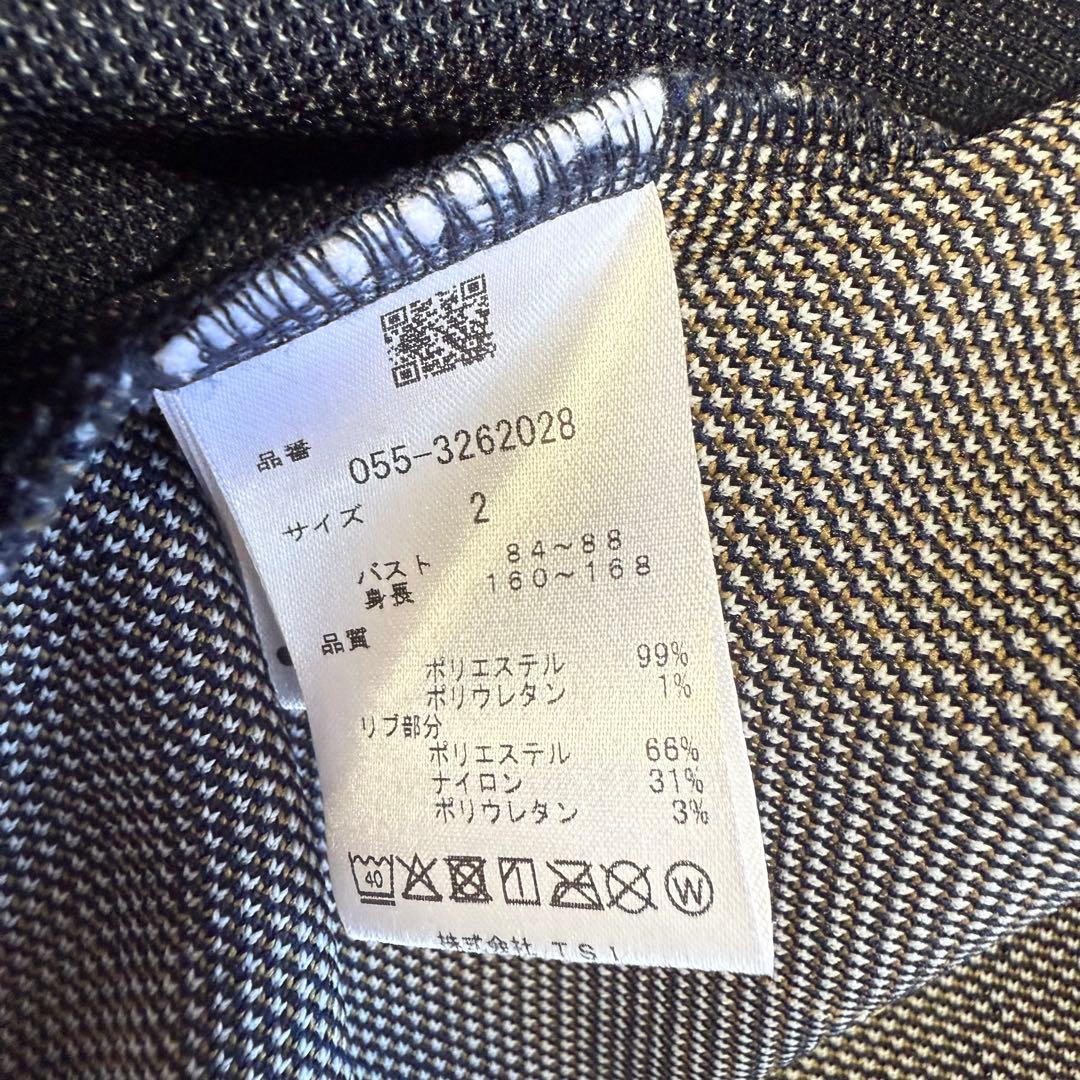 品番 055-3262028
サイズ 2
バスト 84~88
身長 160~168
品質
ポリエステル 99%
ポリウレタン 1%
リブ部分
ポリエステル 66%
ナイロン 31%
ポリウレタン 3%
40 W
株式会社 TSI